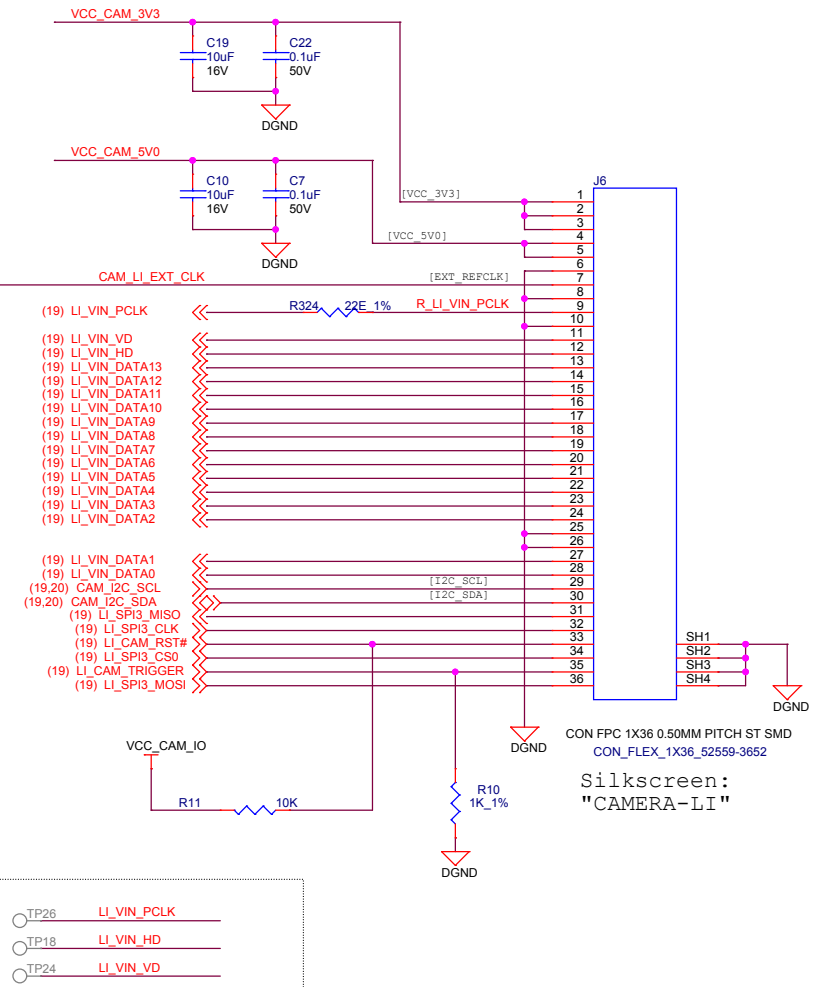 VCC_CAM_3V3
C19
10uF
16V
C22
0.1uF
50V
DGND
VCC_CAM_5V0
C10
10uF
16V
C7
0.1uF
50V
DGND
J6
[VCC_3V3]
1
2
3
[VCC_5V0]
4
5
6
CAM_LI_EXT_CLK
[EXT_REFCLK]
7
8
(19) LI_VIN_PCLK
R324
22E_1%
R_LI_VIN_PCLK
9
10
(19) LI_VIN_VD
11
(19) LI_VIN_HD
12
(19) LI_VIN_DATA13
13
(19) LI_VIN_DATA12
14
(19) LI_VIN_DATA11
15
(19) LI_VIN_DATA10
16
(19) LI_VIN_DATA9
17
(19) LI_VIN_DATA8
18
(19) LI_VIN_DATA7
19
(19) LI_VIN_DATA6
20
(19) LI_VIN_DATA5
21
(19) LI_VIN_DATA4
22
(19) LI_VIN_DATA3
23
(19) LI_VIN_DATA2
24
25
26
(19) LI_VIN_DATA1
27
(19) LI_VIN_DATA0
28
(19,20) CAM_I2C_SCL
[I2C_SCL]
29
(19,20) CAM_I2C_SDA
[I2C_SDA]
30
(19) LI_SPI3_MISO
31
(19) LI_SPI3_CLK
32
(19) LI_CAM_RST#
33
SH1
(19) LI_SPI3_CS0
34
SH2
(19) LI_CAM_TRIGGER
35
SH3
(19) LI_SPI3_MOSI
36
SH4
DGND
DGND
CON FPC 1X36 0.50MM PITCH ST SMD
CON_FLEX_1X36_52559-3652
Silkscreen:
"CAMERA-LI"
VCC_CAM_IO
R11
10K
R10
1K_1%
DGND
TP26
LI_VIN_PCLK
TP18
LI_VIN_HD
TP24
LI_VIN_VD